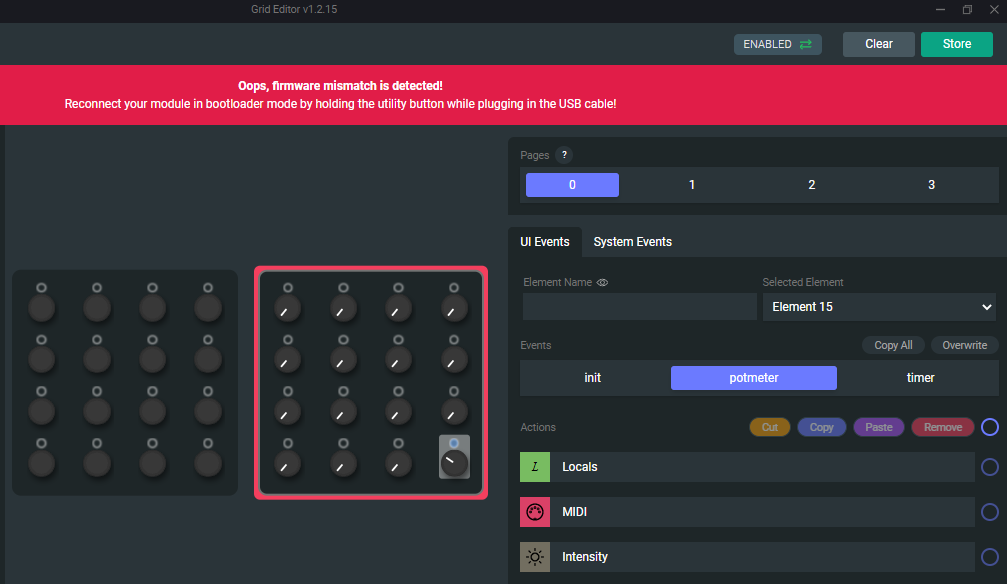 Grid Editor v1.2.15
ENABLED
Clear
Store
Oops, firmware mismatch is detected!
Reconnect your module in bootloader mode by holding the utility button while plugging in the USB cable!
Pages ?
0 1 2 3
UI Events System Events
Element Name Selected Element
Element 15
Events Copy All Overwrite
init potmeter timer
Actions Cut Copy Paste Remove
L Locals
MIDI
Intensity